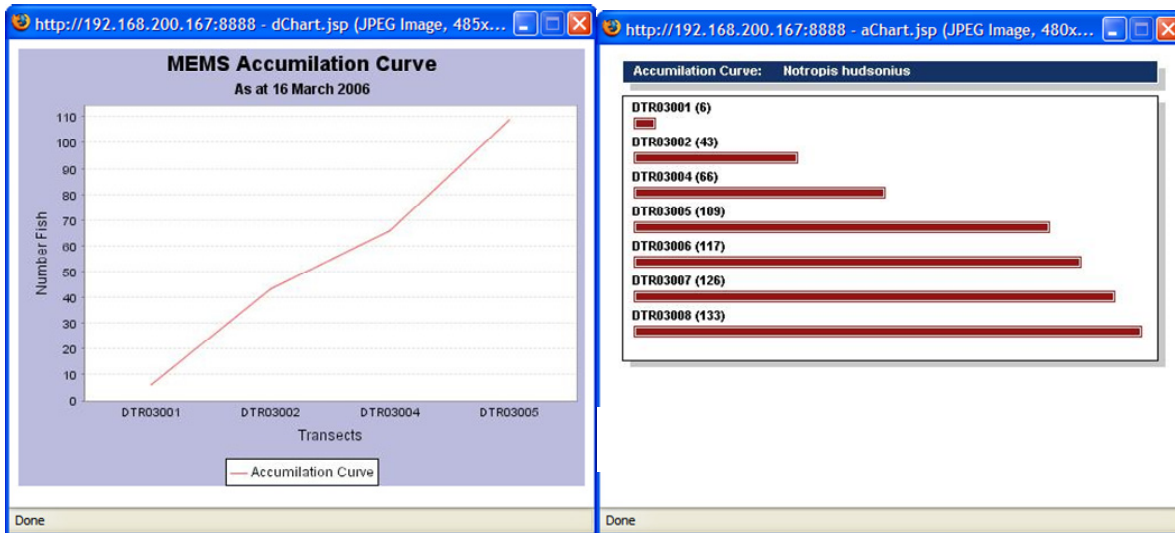 http://192.168.200.167:8888 - dChart.jsp (JPEG Image, 485x...
MEMS Accumilation Curve
As at 16 March 2006
110
100
90
80
70
60
50
40
30
20
10
0
Number Fish
DTR03001 DTR03002 DTR03004 DTR03005
Transects
Accumilation Curve
Done
http://192.168.200.167:8888 - aChart.jsp (JPEG Image, 480x...
Accumilation Curve: Notropis hudsonius
DTR03001 (6)
DTR03002 (43)
DTR03004 (66)
DTR03005 (109)
DTR03006 (117)
DTR03007 (126)
DTR03008 (133)
Done